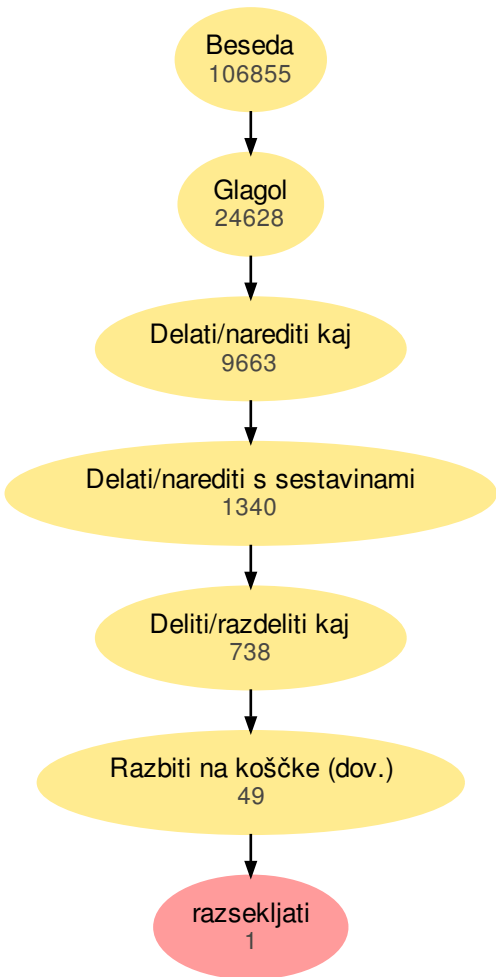 Beseda
106855
Glagol
24628
Delati/narediti kaj
9663
Delati/narediti s sestavinami
1340
Deliti/razdeliti kaj
738
Razbiti na koščke (dov.)
49
razsekljati
1